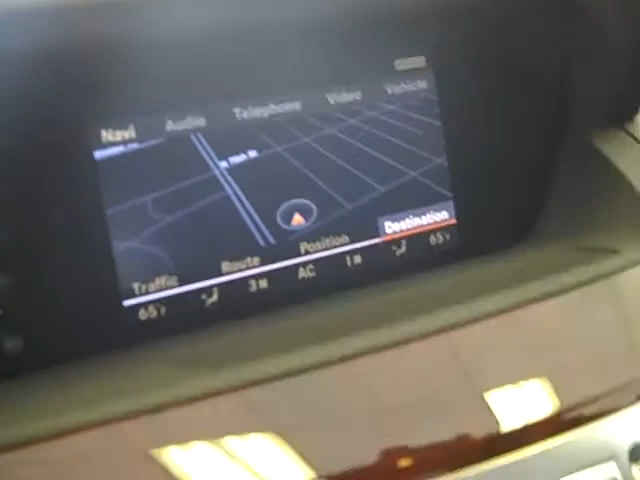 Navi Audio Telephone Video Vehicle
Traffic Route Position Destination
65°F 3 AC 1 65°F